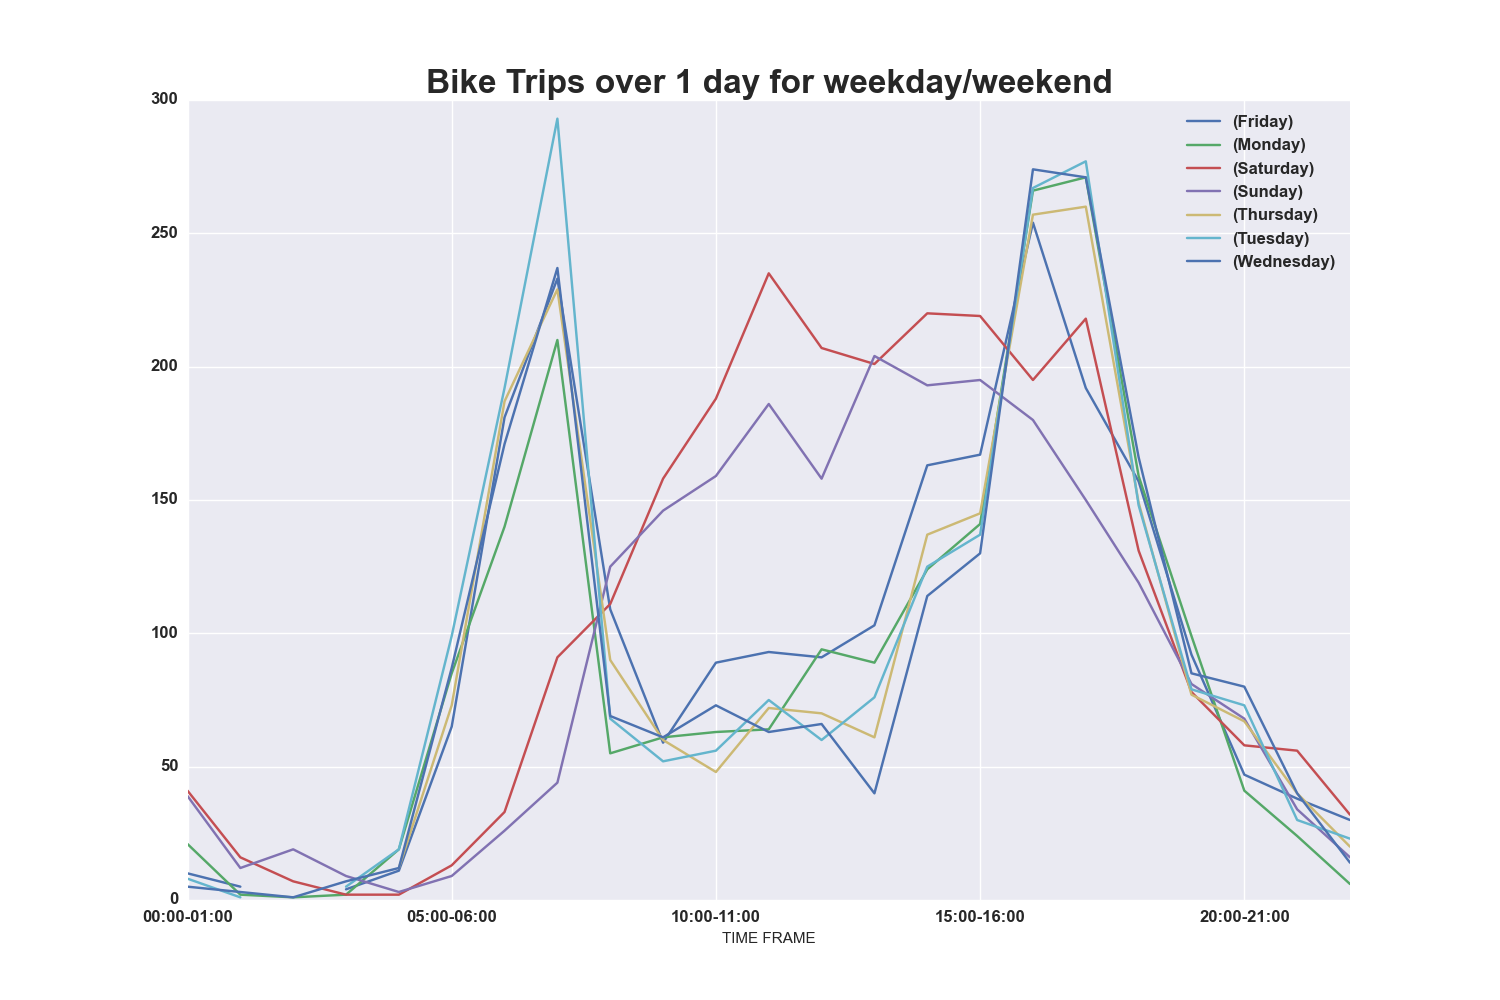 Bike Trips over 1 day for weekday/weekend
300
250
200
150
100
50
0
(Friday)
(Monday)
(Saturday)
(Sunday)
(Thursday)
(Tuesday)
(Wednesday)
00:00-01:00 05:00-06:00 10:00-11:00 15:00-16:00 20:00-21:00
TIME FRAME